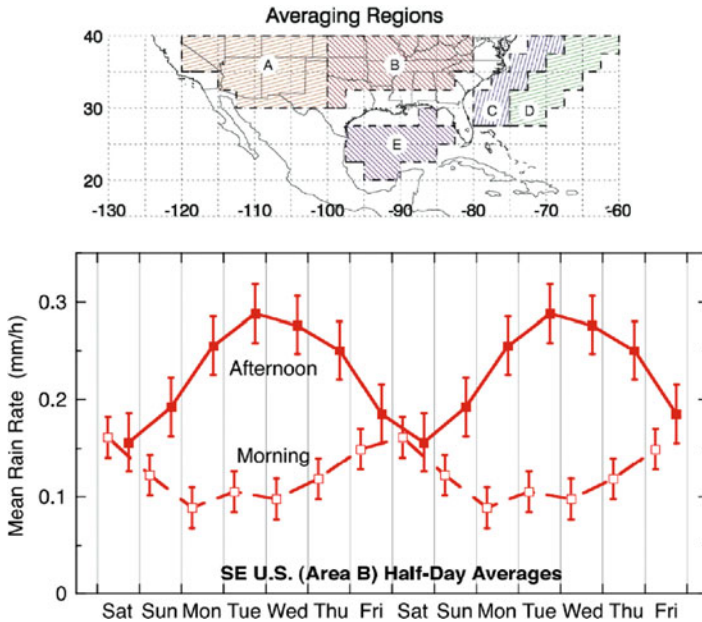 Averaging Regions
40
30
20
A
B
C
D
E
-130 -120 -110 -100 -90 -80 -70 -60
Mean Rain Rate (mm/h)
0.3
0.2
0.1
0
Afternoon
Morning
SE U.S. (Area B) Half-Day Averages
Sat Sun Mon Tue Wed Thu Fri Sat Sun Mon Tue Wed Thu Fri